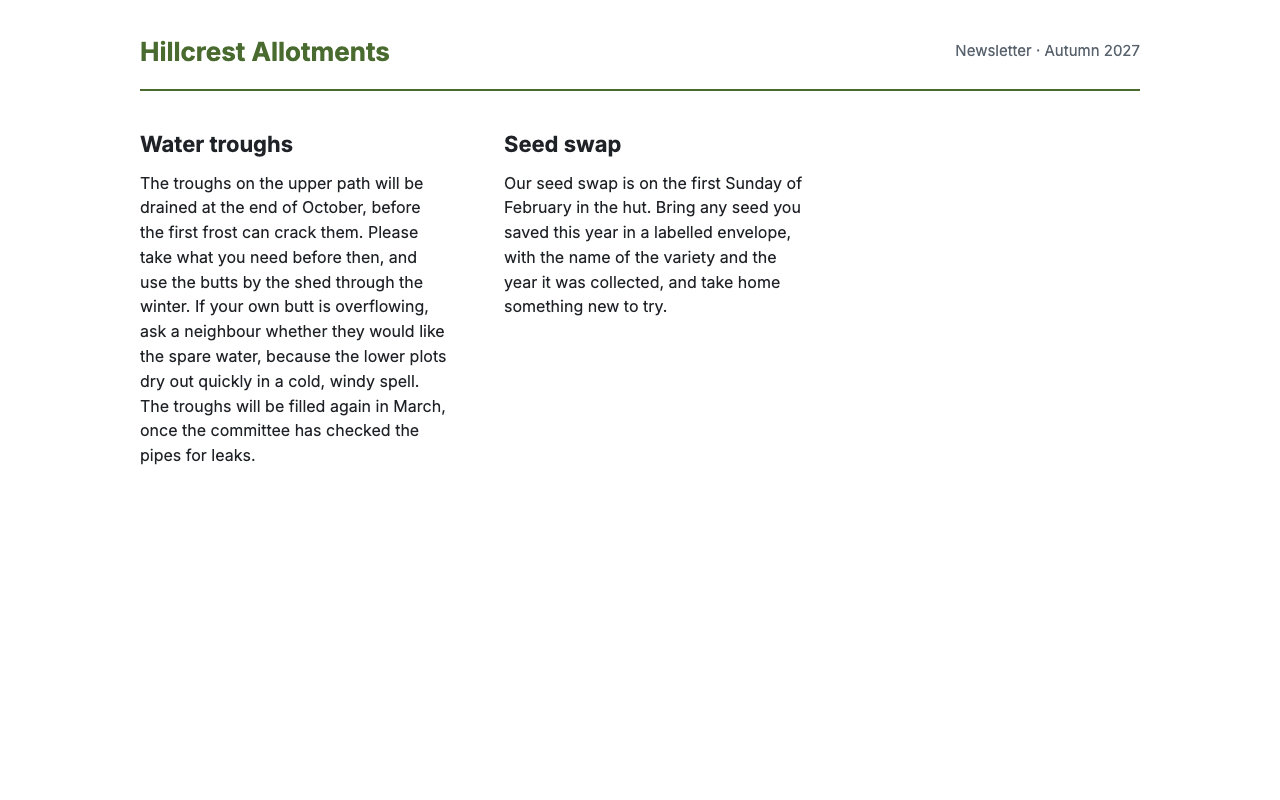 Hillcrest Allotments
Newsletter · Autumn 2027
Water troughs
The troughs on the upper path will be
drained at the end of October, before
the first frost can crack them. Please
take what you need before then, and
use the butts by the shed through the
winter. If your own butt is overflowing,
ask a neighbour whether they would like
the spare water, because the lower plots
dry out quickly in a cold, windy spell.
The troughs will be filled again in March,
once the committee has checked the
pipes for leaks.
Seed swap
Our seed swap is on the first Sunday of
February in the hut. Bring any seed you
saved this year in a labelled envelope,
with the name of the variety and the
year it was collected, and take home
something new to try.